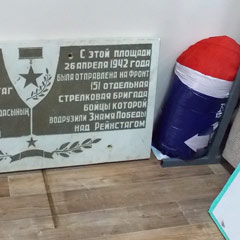 С ЭТОЙ ПЛОЩАДИ
26 АПРЕЛЯ 1942 ГОДА
БЫЛА ОТПРАВЛЕНА НА ФРОНТ
151 ОТДЕЛЬНАЯ
СТРЕЛКОВАЯ БРИГАДА
БОЙЦЫ КОТОРОЙ
ВОДРУЗИЛИ ЗНАМЯ ПОБЕДЫ
НАД РЕЙНСТАГОМ